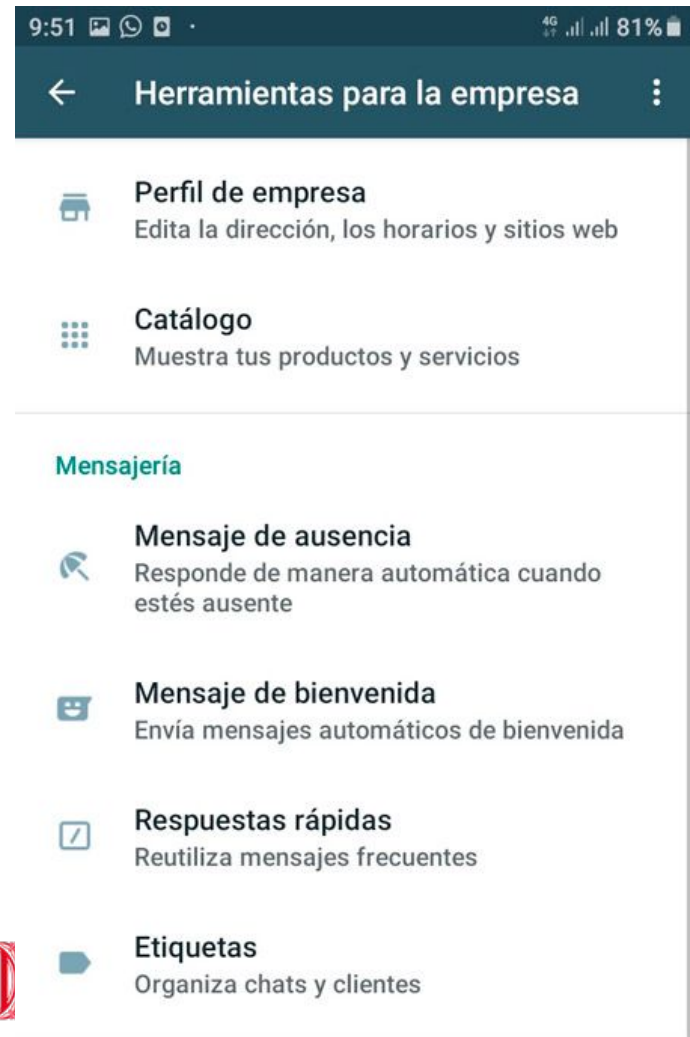 9:51 4G 81%
Herramientas para la empresa
Perfil de empresa
Edita la dirección, los horarios y sitios web
Catálogo
Muestra tus productos y servicios
Mensajería
Mensaje de ausencia
Responde de manera automática cuando
estés ausente
Mensaje de bienvenida
Envía mensajes automáticos de bienvenida
Respuestas rápidas
Reutiliza mensajes frecuentes
Etiquetas
Organiza chats y clientes